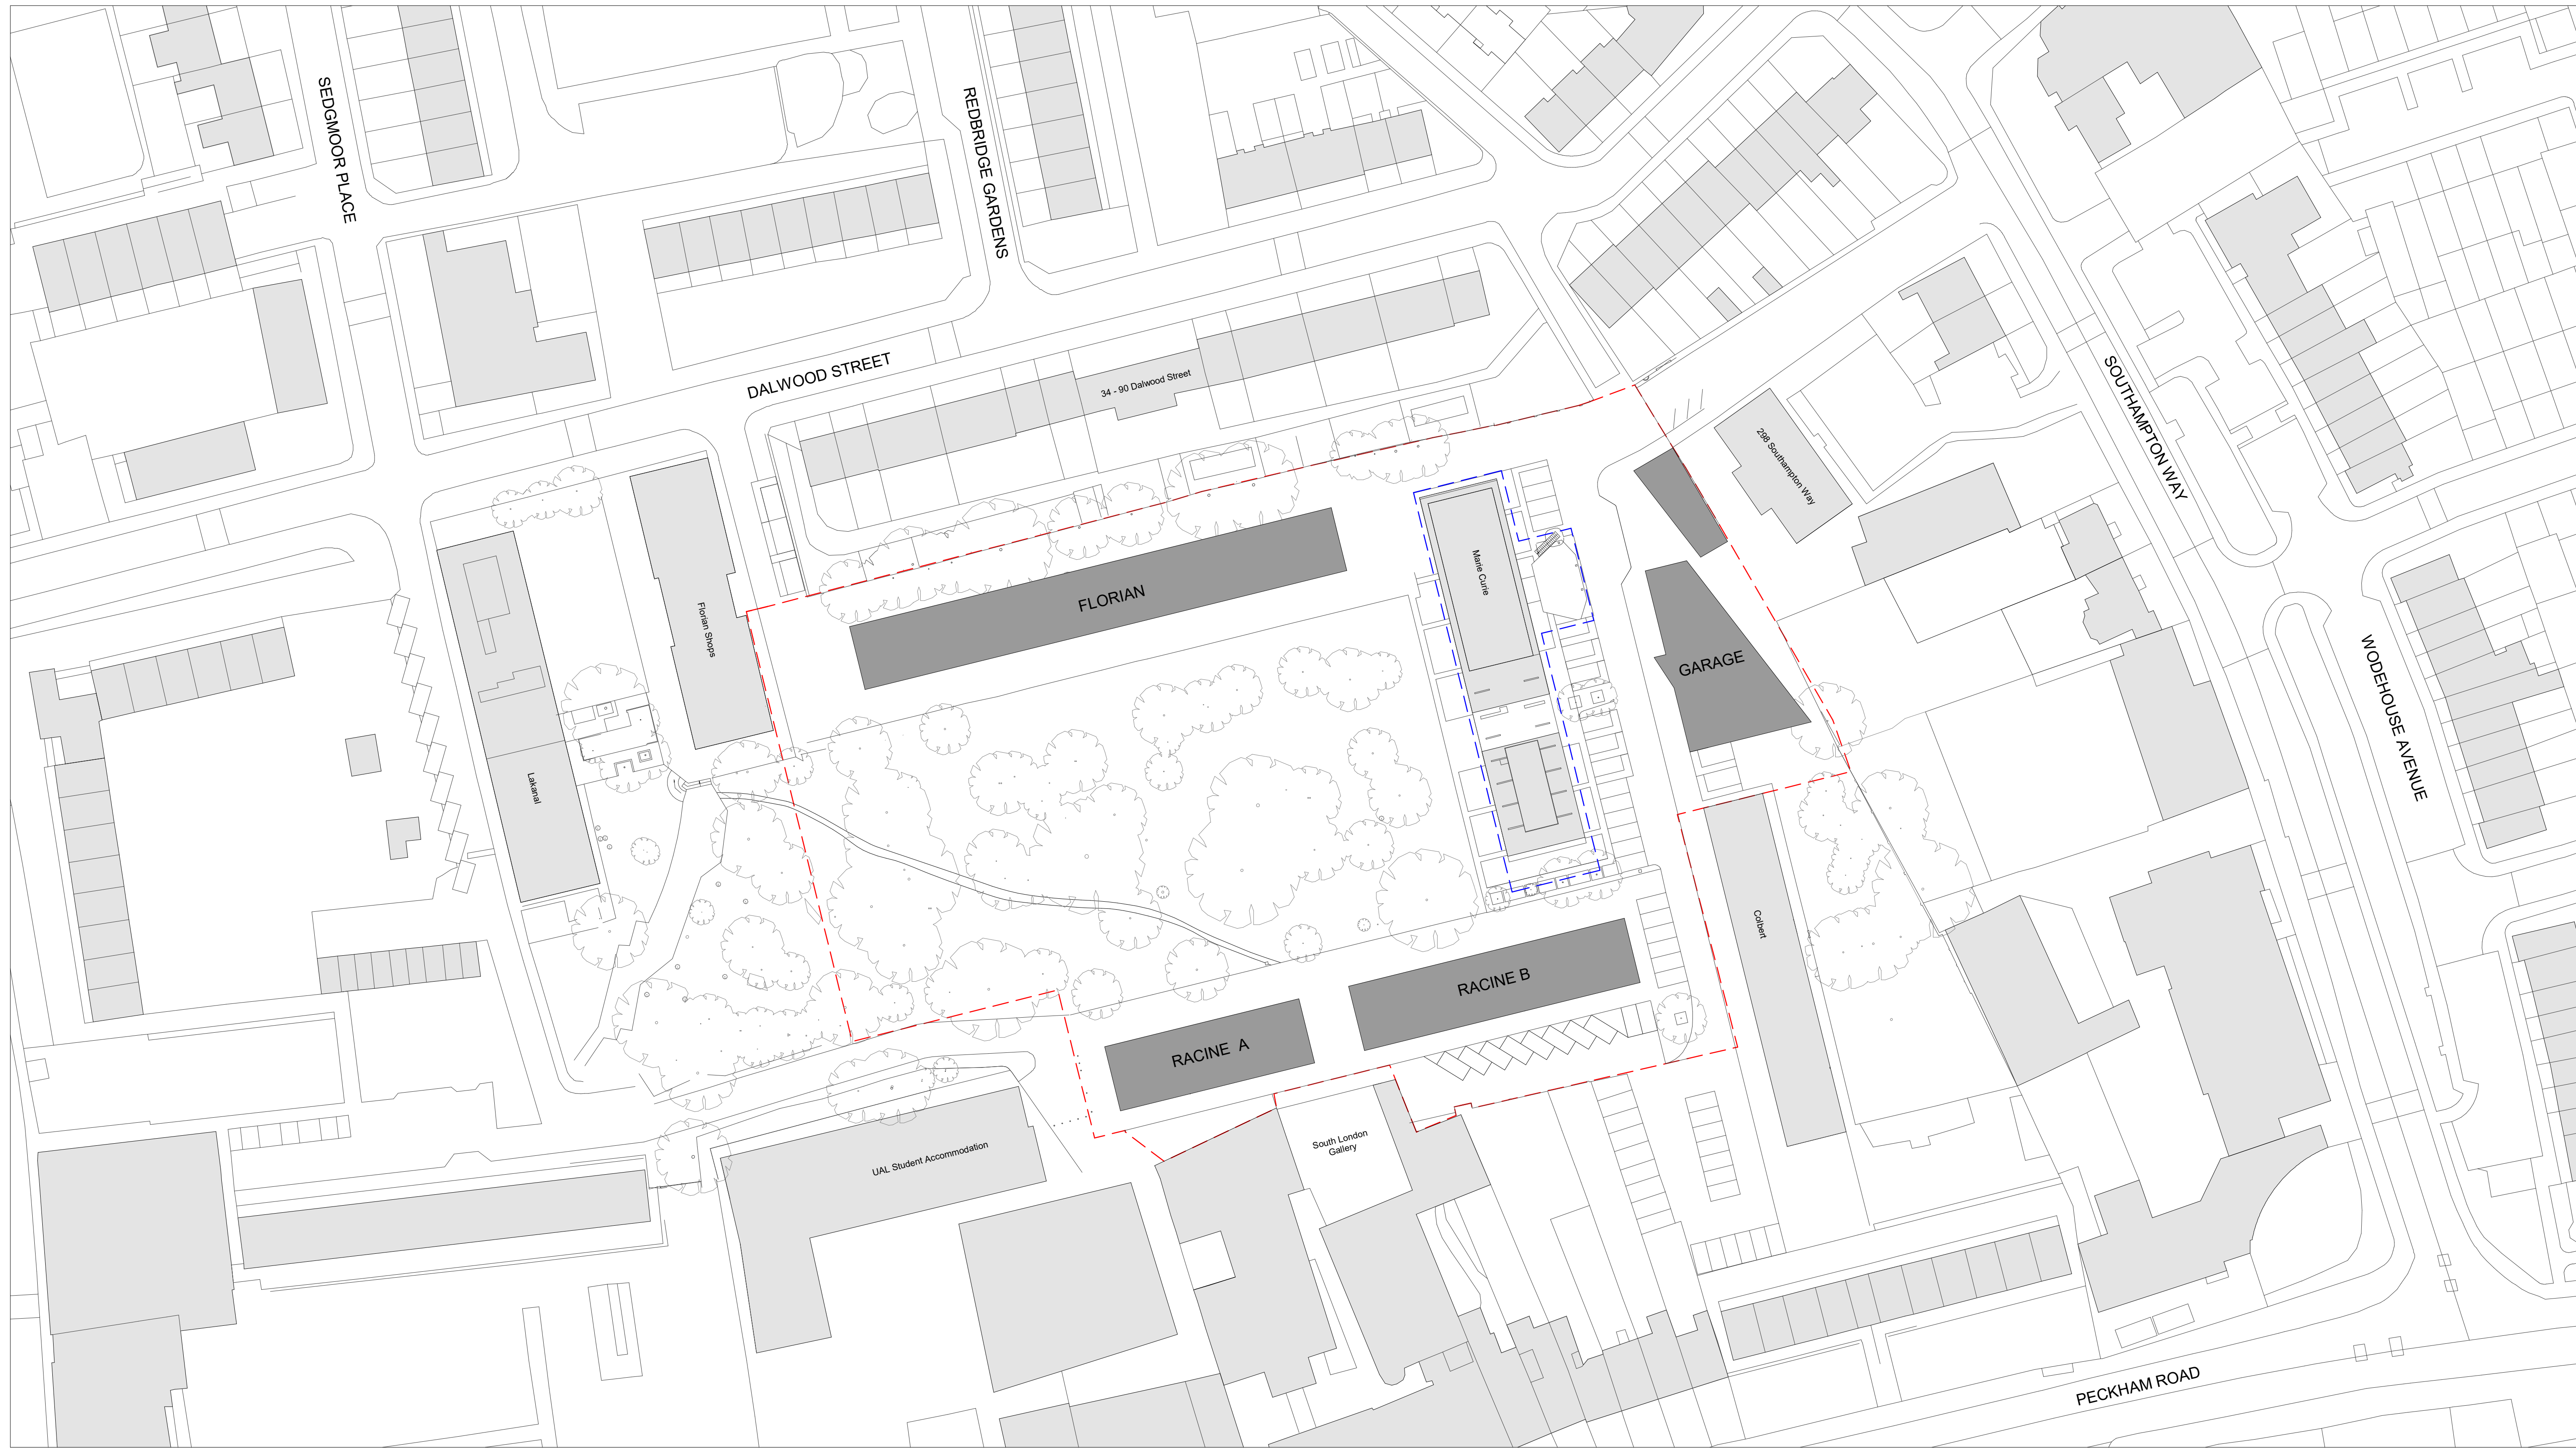 SEDGMOOR PLACE
REDBRIDGE GARDENS
DALWOOD STREET
34 - 90 Dalwood Street
298 Southampton Way
SOUTHAMPTON WAY
FLORIAN
Marie Curie
Florian Shops
GARAGE
WODEHOUSE AVENUE
Lakanal
Colbert
RACINE B
RACINE A
South London
Gallery
UAL Student Accommodation
PECKHAM ROAD